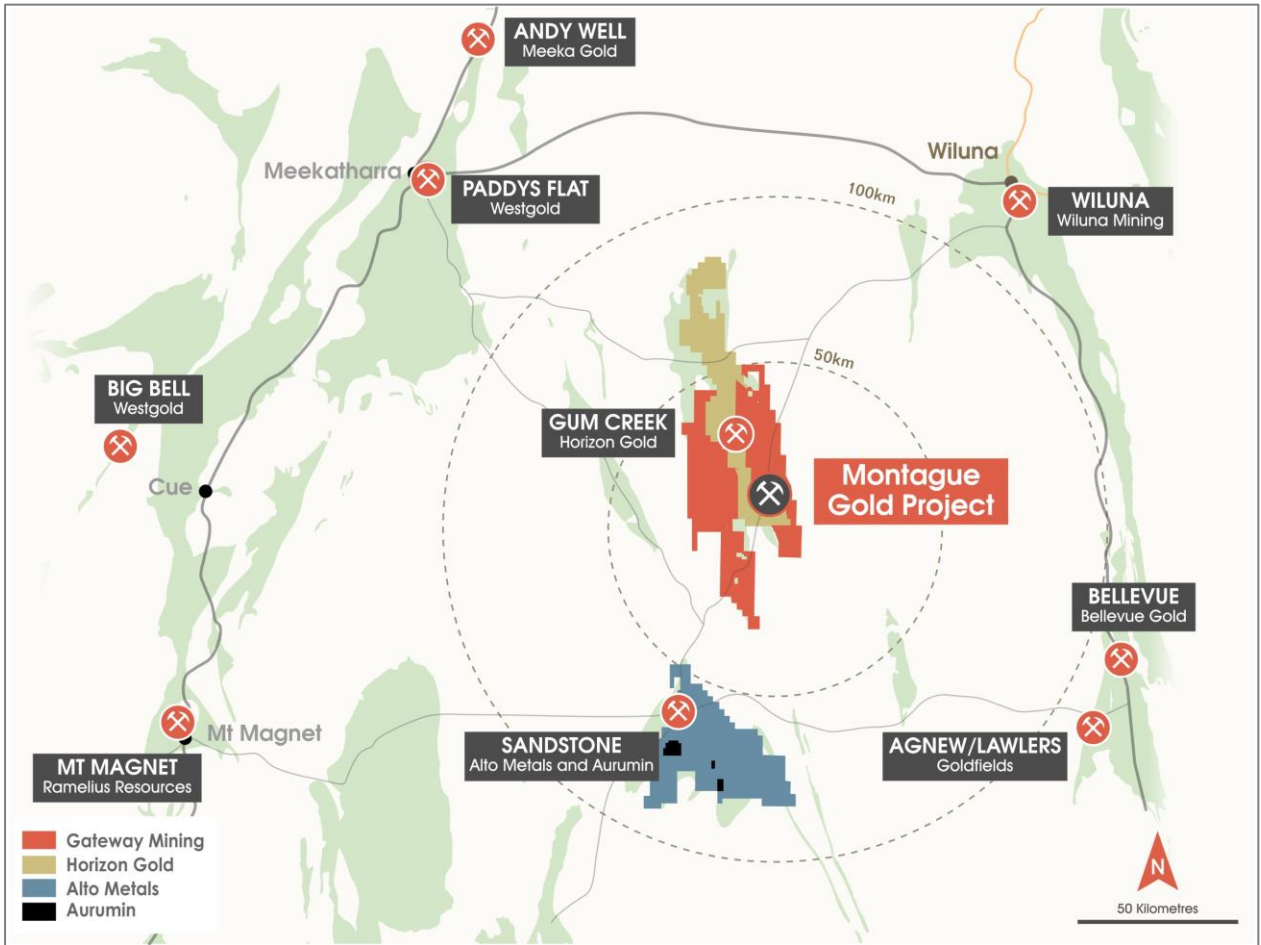 ANDY WELL
Meeka Gold
Meekatharra
PADDYS FLAT
Westgold
Wiluna
WILUNA
Wiluna Mining
100km
50km
BIG BELL
Westgold
Cue
GUM CREEK
Horizon Gold
Montague
Gold Project
BELLEVUE
Bellevue Gold
Mt Magnet
MT MAGNET
Ramelius Resources
SANDSTONE
Alto Metals and Aurumin
AGNEW/LAWLERS
Goldfields
Gateway Mining
Horizon Gold
Alto Metals
Aurumin
N
50 Kilometres